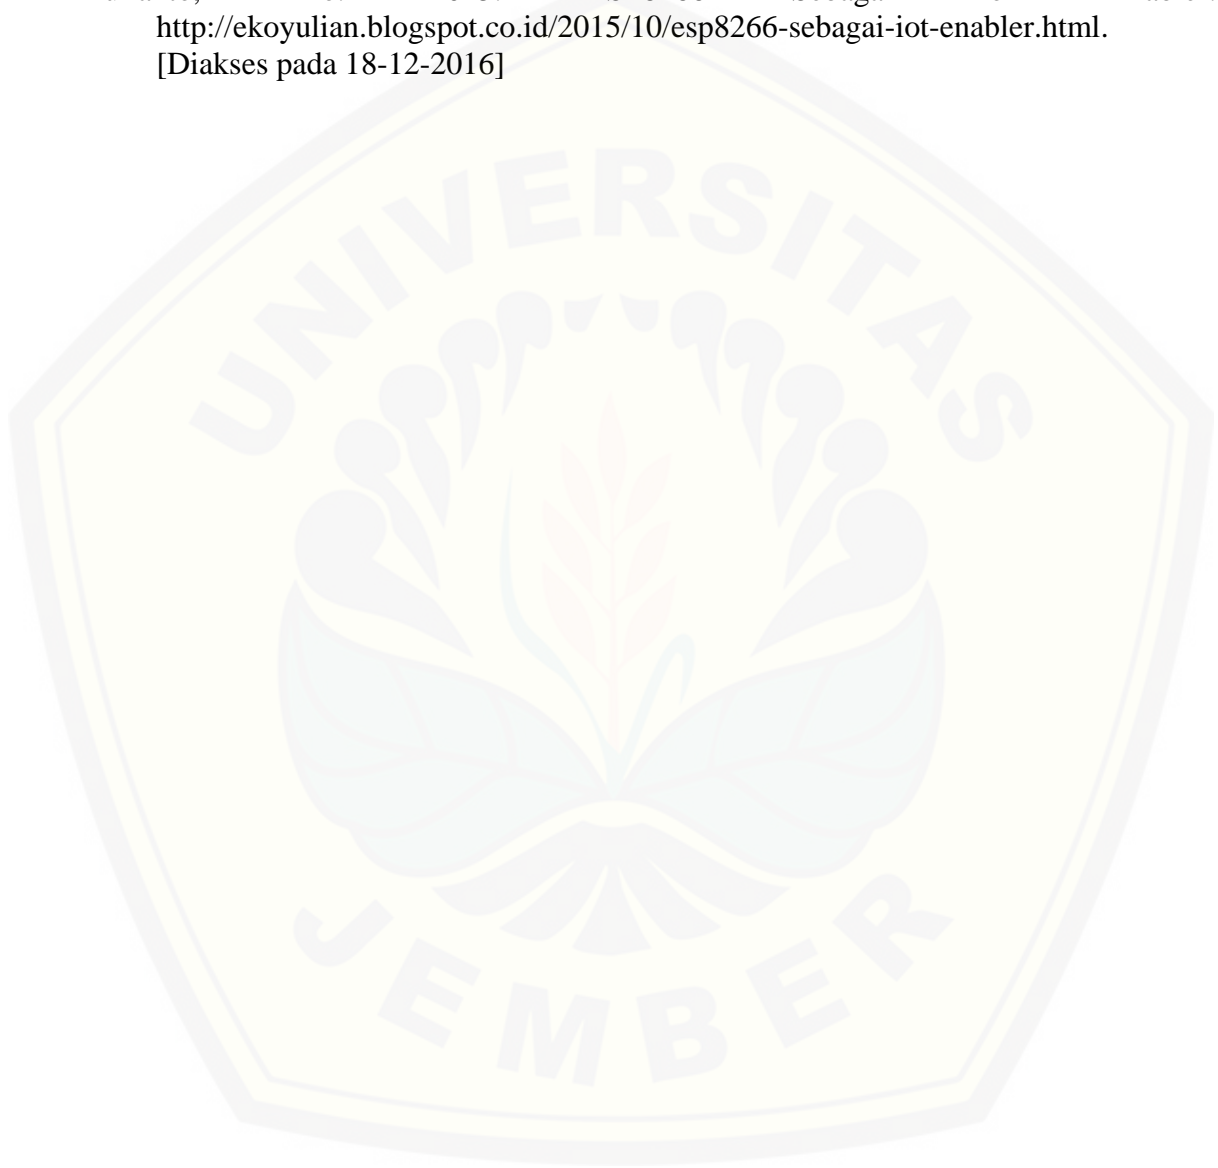 http://ekoyulian.blogspot.co.id/2015/10/esp8266-sebagai-iot-enabler.html.
[Diakses pada 18-12-2016]
UNIVERSITAS
JEMBER